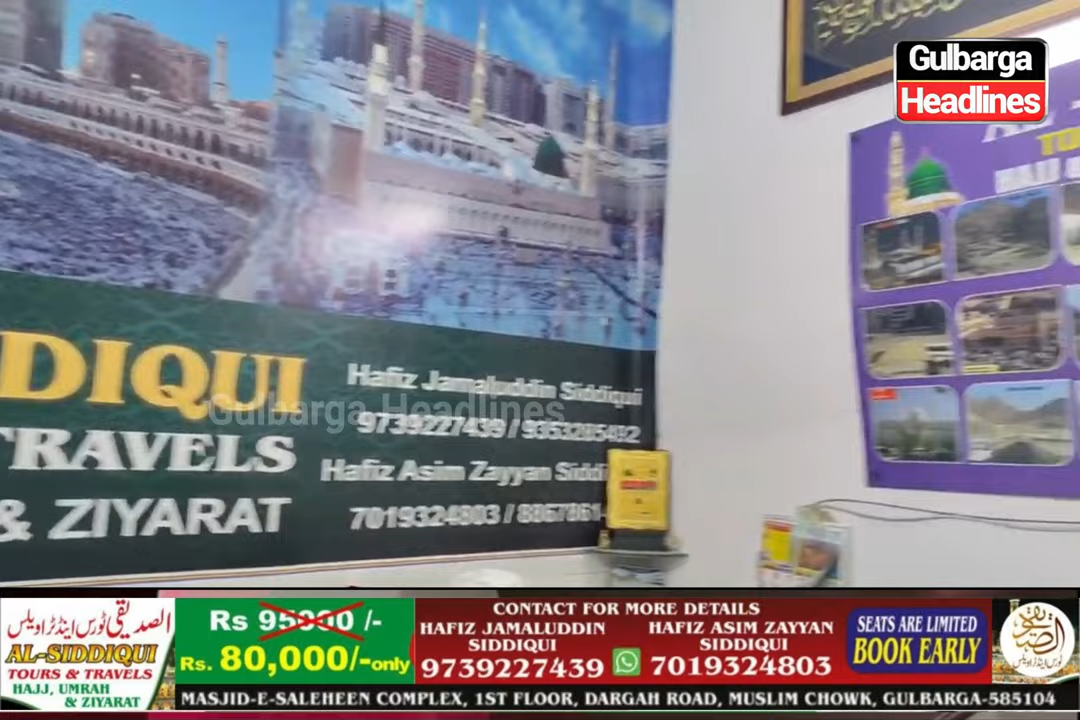 Gulbarga
Headlines
DIQUI
TRAVELS
& ZIYARAT
Hafiz Jamaluddin Siddiqui
9739227439 /
Hafiz Asim Zayyan
7019324803 /
Gulbarga Headlines
الصدیقی ٹورس اینڈ ٹراویلس
AL-SIDDIQUI
TOURS & TRAVELS
HAJJ, UMRAH
& ZIYARAT
Rs 95000 /-
Rs. 80,000/-only
CONTACT FOR MORE DETAILS
HAFIZ JAMALUDDIN
SIDDIQUI
9739227439
HAFIZ ASIM ZAYYAN
SIDDIQUI
7019324803
SEATS ARE LIMITED
BOOK EARLY
MASJID-E-SALEHEEN COMPLEX, 1ST FLOOR, DARGAH ROAD, MUSLIM CHOWK, GULBARGA-585104